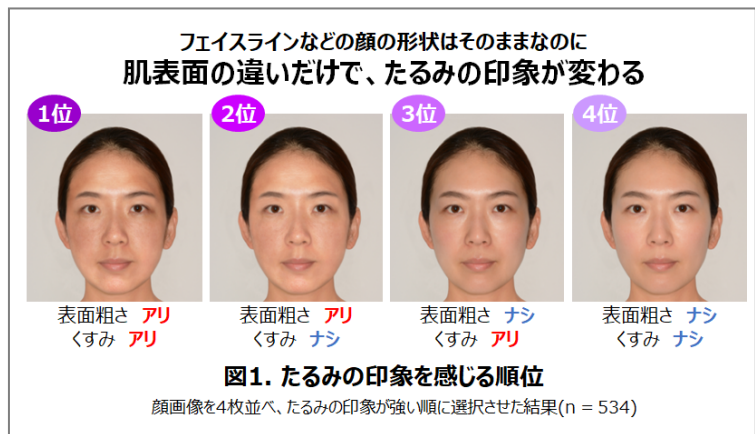 フェイスラインなどの顔の形状はそのままなのに
肌表面の違いだけで、たるみの印象が変わる
1位 2位 3位 4位
表面粗さ アリ 表面粗さ アリ 表面粗さ ナシ 表面粗さ ナシ
くすみ アリ くすみ ナシ くすみ アリ くすみ ナシ
図1. たるみの印象を感じる順位
顔画像を4枚並べ、たるみの印象が強い順に選択させた結果(n = 534)